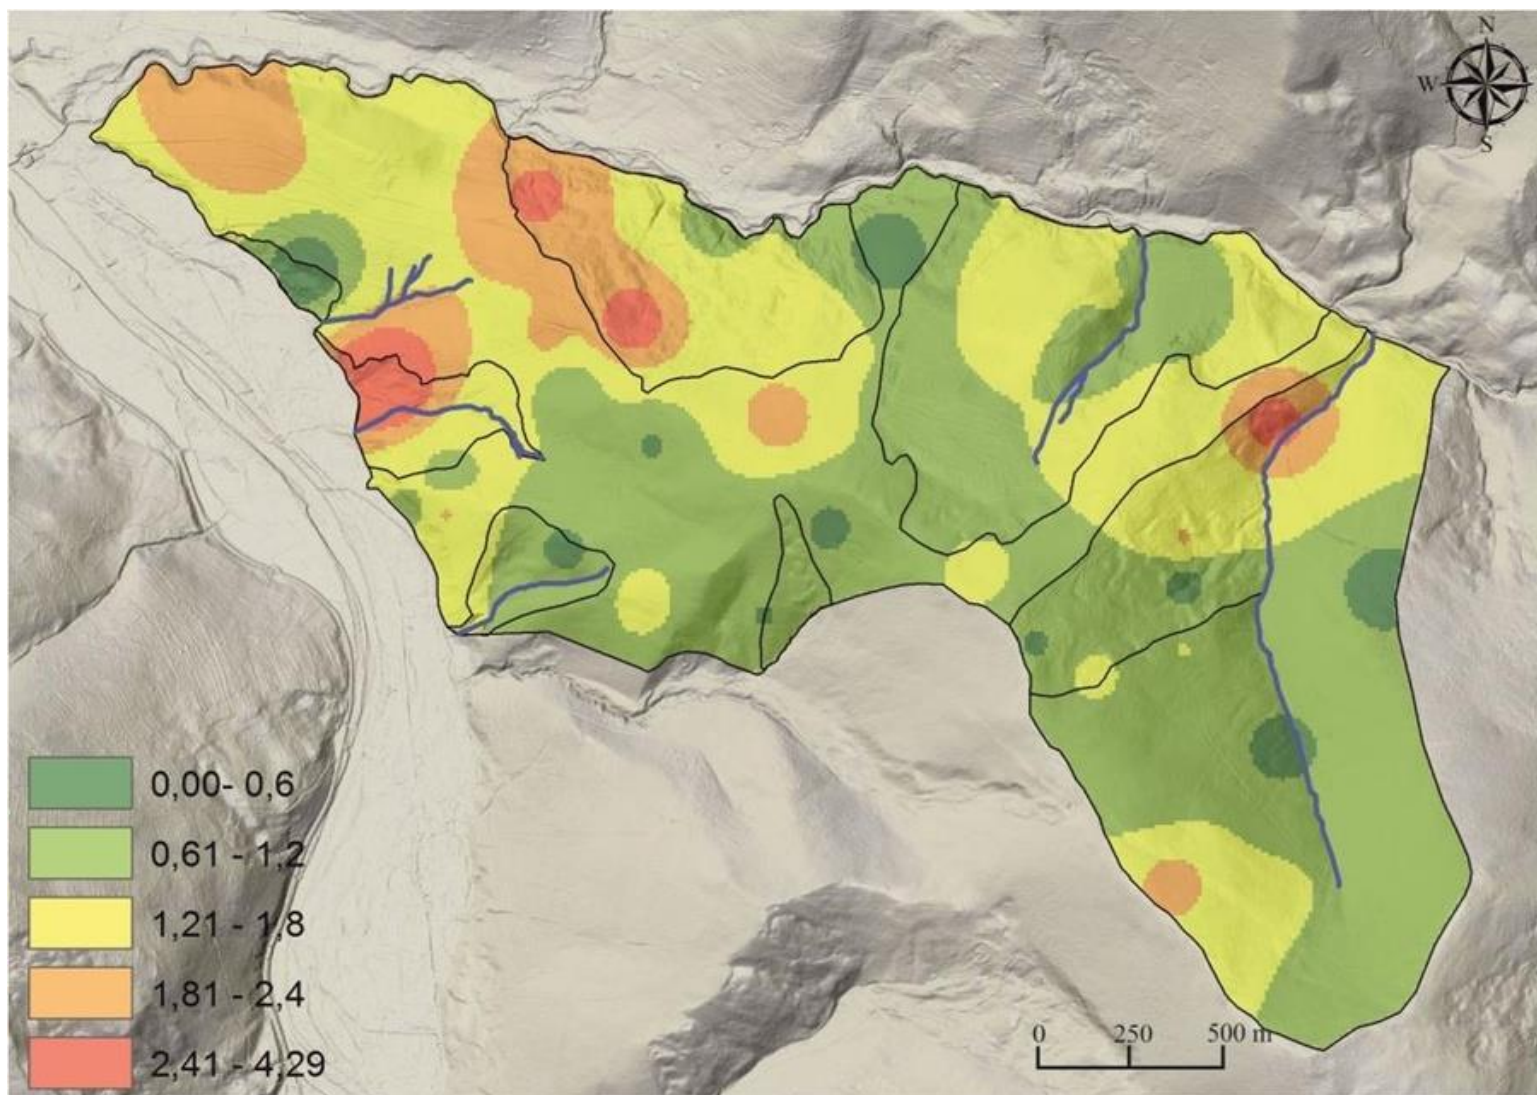 N
W
S
0,00- 0,6
0,61 - 1,2
1,21 - 1,8
1,81 - 2,4
2,41 - 4,29
0 250 500 m